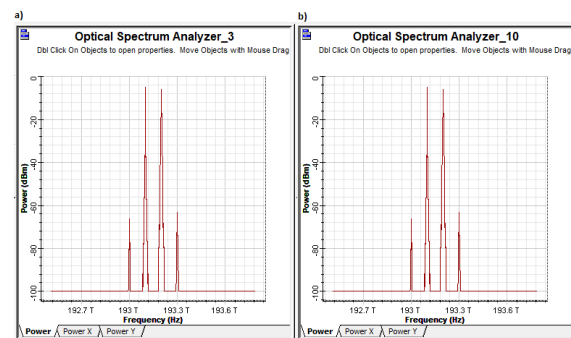 a)
Optical Spectrum Analyzer_3
Dbl Click On Objects to open properties. Move Objects with Mouse Drag
0
-20
-40
-60
-80
-100
Power (dBm)
192.7 T
193 T
193.3 T
193.6 T
Frequency (Hz)
Power
Power X
Power Y
b)
Optical Spectrum Analyzer_10
Dbl Click On Objects to open properties. Move Objects with Mouse Drag
0
-20
-40
-60
-80
-100
Power (dBm)
192.7 T
193 T
193.3 T
193.6 T
Frequency (Hz)
Power
Power X
Power Y